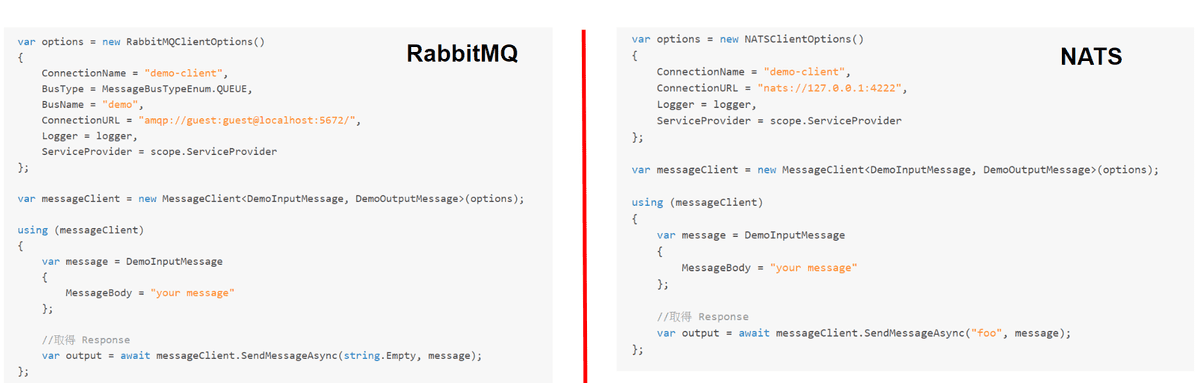 RabbitMQ
var options = new RabbitMQClientOptions()
{
    ConnectionName = "demo-client",
    BusType = MessageBusTypeEnum.QUEUE,
    BusName = "demo",
    ConnectionURL = "amqp://guest:guest@localhost:5672/",
    Logger = logger,
    ServiceProvider = scope.ServiceProvider
};

var messageClient = new MessageClient<DemoInputMessage, DemoOutputMessage>(options);

using (messageClient)
{
    var message = DemoInputMessage
    {
        MessageBody = "your message"
    };

    //取得 Response
    var output = await messageClient.SendMessageAsync(string.Empty, message);
};
NATS
var options = new NATSClientOptions()
{
    ConnectionName = "demo-client",
    ConnectionURL = "nats://127.0.0.1:4222",
    Logger = logger,
    ServiceProvider = scope.ServiceProvider
};

var messageClient = new MessageClient<DemoInputMessage, DemoOutputMessage>(options);

using (messageClient)
{
    var message = DemoInputMessage
    {
        MessageBody = "your message"
    };

    //取得 Response
    var output = await messageClient.SendMessageAsync("foo", message);
};